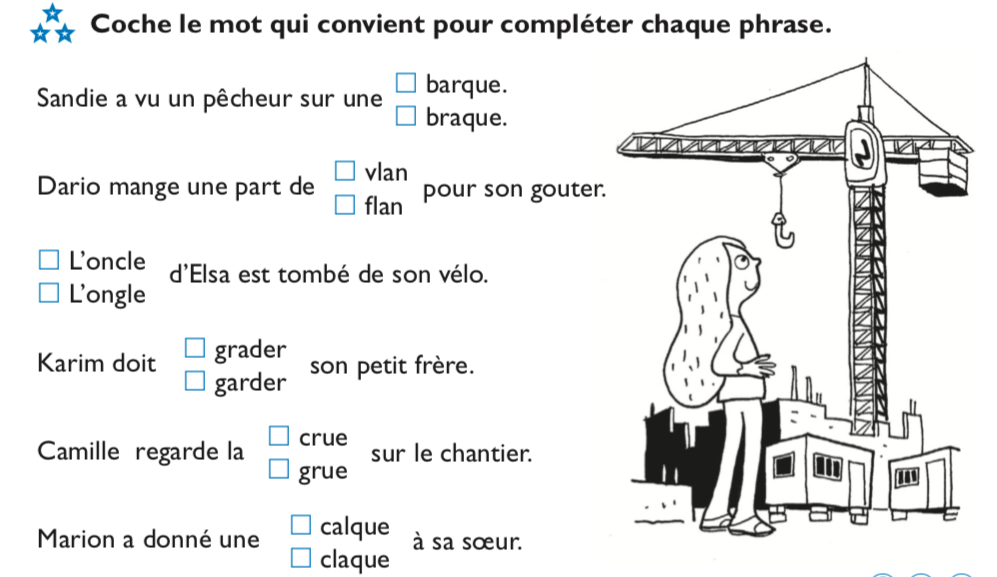 Coche le mot qui convient pour compléter chaque phrase.
Sandie a vu un pêcheur sur une
barque.
braque.
Dario mange une part de
vlan
flan
pour son gouter.
L'oncle
L'ongle
d'Elsa est tombé de son vélo.
Karim doit
grader
garder
son petit frère.
Camille regarde la
crue
grue
sur le chantier.
Marion a donné une
calque
claque
à sa sœur.